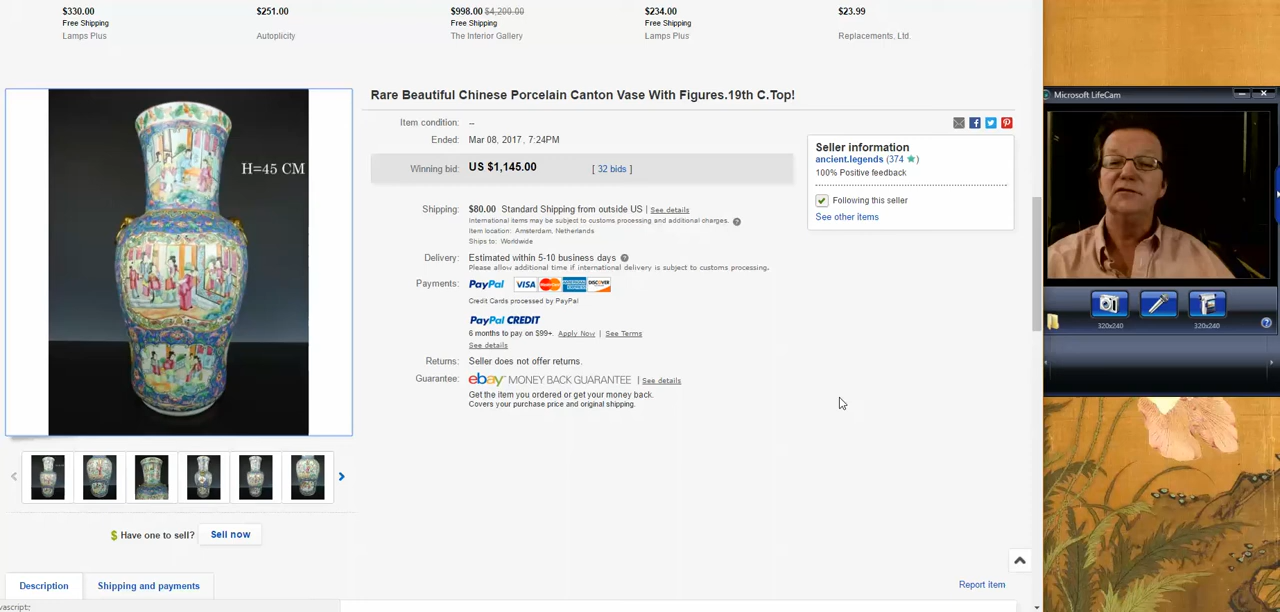 $330.00
Free Shipping
Lamps Plus
$251.00
Autoplicity
$998.00 $4,200.00
Free Shipping
The Interior Gallery
$234.00
Free Shipping
Lamps Plus
$23.99
Replacements, Ltd.
H=45 CM
Rare Beautiful Chinese Porcelain Canton Vase With Figures.19th C.Top!
Item condition: --
Ended: Mar 08, 2017 , 7:24PM
Winning bid: US $1,145.00 [ 32 bids ]
Shipping: $80.00 Standard Shipping from outside US | See details
International items may be subject to customs processing and additional charges. ?
Item location: Amsterdam, Netherlands
Ships to: Worldwide
Delivery: Estimated within 5-10 business days ?
Please allow additional time if international delivery is subject to customs processing.
Payments: PayPal VISA MasterCard AMERICAN EXPRESS DISCOVER
Credit Cards processed by PayPal
PayPal CREDIT
6 months to pay on $99+. Apply Now | See Terms
See details
Returns: Seller does not offer returns.
Guarantee: ebay MONEY BACK GUARANTEE | See details
Get the item you ordered or get your money back.
Covers your purchase price and original shipping.
Seller information
ancient.legends (374 )
100% Positive feedback
Following this seller
See other items
$ Have one to sell? Sell now
Description
Shipping and payments
Report item
vascript:;
Microsoft LifeCam
320x240
320x240
?